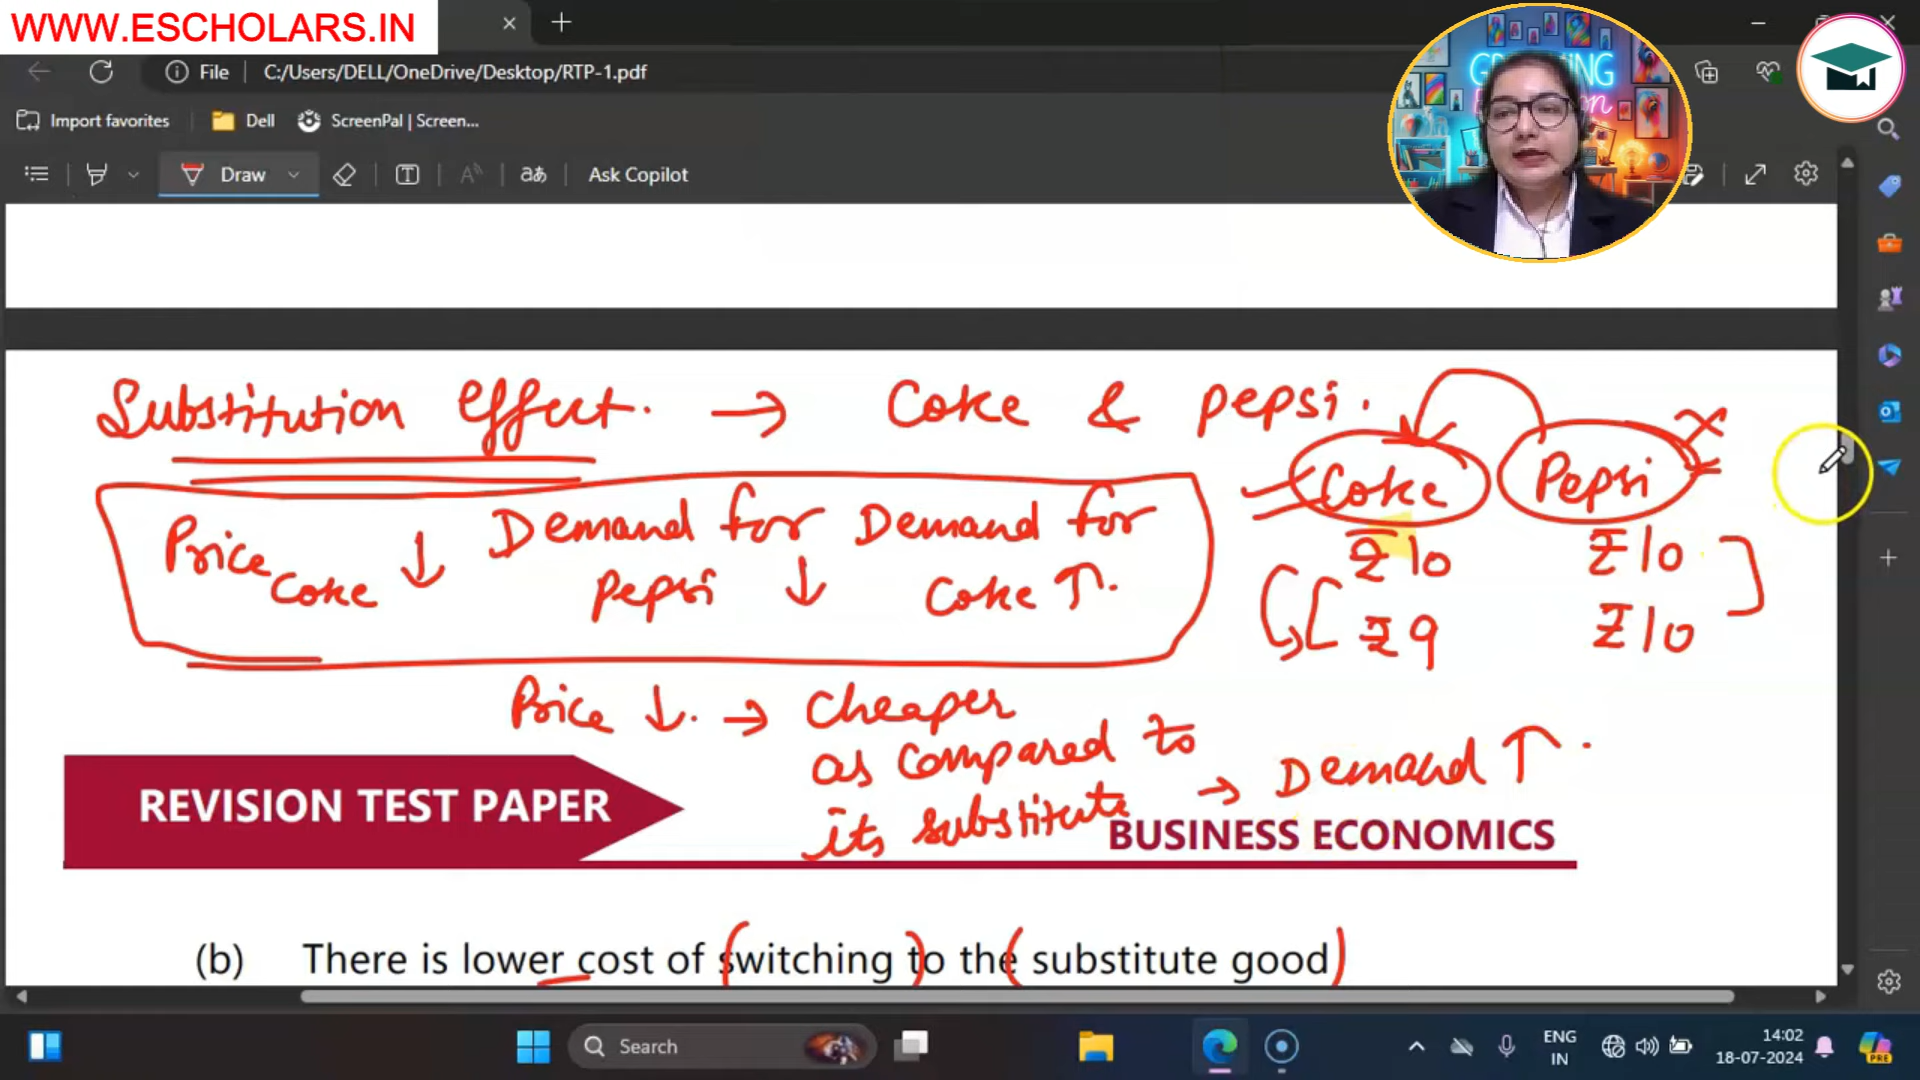 WWW.ESCHOLARS.IN
File C:/Users/DELL/OneDrive/Desktop/RTP-1.pdf
Import favorites Dell ScreenPal | Screen...
Draw Ask Copilot
Substitution effect. → Coke & pepsi.
Coke Pepsi
Price Coke ↓ Demand for Pepsi ↓ Demand for Coke ↑.
₹10 ₹10
₹9 ₹10
Price ↓. → Cheaper
as compared to
its substitute → Demand ↑.
REVISION TEST PAPER
BUSINESS ECONOMICS
(b) There is lower cost of (switching) to the (substitute good)
Search
ENG
IN
14:02
18-07-2024